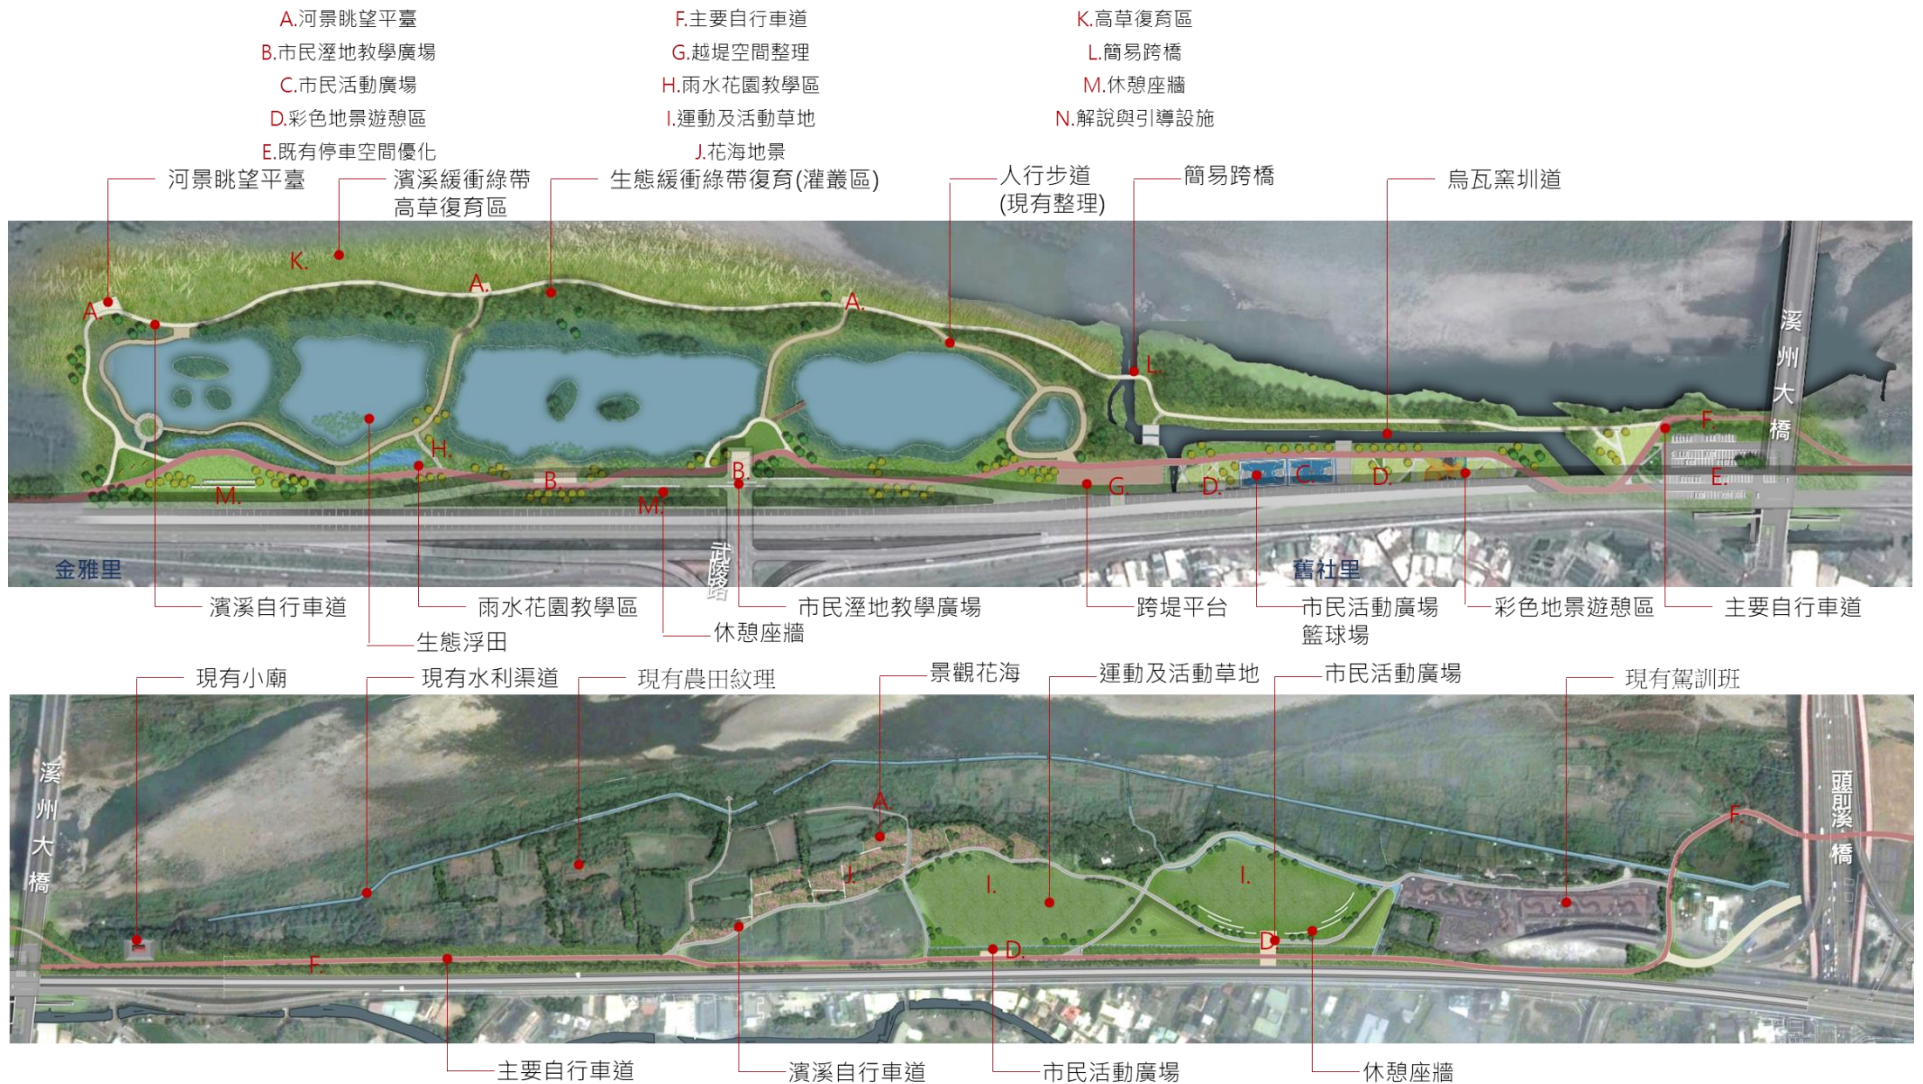 A.河景眺望平臺
B.市民溼地教學廣場
C.市民活動廣場
D.彩色地景遊憩區
E.既有停車空間優化
F.主要自行車道
G.越堤空間整理
H.雨水花園教學區
I.運動及活動草地
J.花海地景
K.高草復育區
L.簡易跨橋
M.休憩座牆
N.解說與引導設施
河景眺望平臺
濱溪緩衝綠帶
高草復育區
生態緩衝綠帶復育(灌叢區)
人行步道
(現有整理)
簡易跨橋
烏瓦窯圳道
K.
A.
A.
A.
L.
溪州大橋
F.
H.
B.
B.
M.
M.
G.
D.
C.
D.
E.
金雅里
武陵路
舊社里
濱溪自行車道
生態浮田
雨水花園教學區
休憩座牆
市民溼地教學廣場
跨堤平台
市民活動廣場
籃球場
彩色地景遊憩區
主要自行車道
現有小廟
現有水利渠道
現有農田紋理
景觀花海
運動及活動草地
市民活動廣場
現有駕訓班
溪州大橋
A.
J.
I.
I.
F.
頭前溪橋
F.
D.
D.
主要自行車道
濱溪自行車道
市民活動廣場
休憩座牆